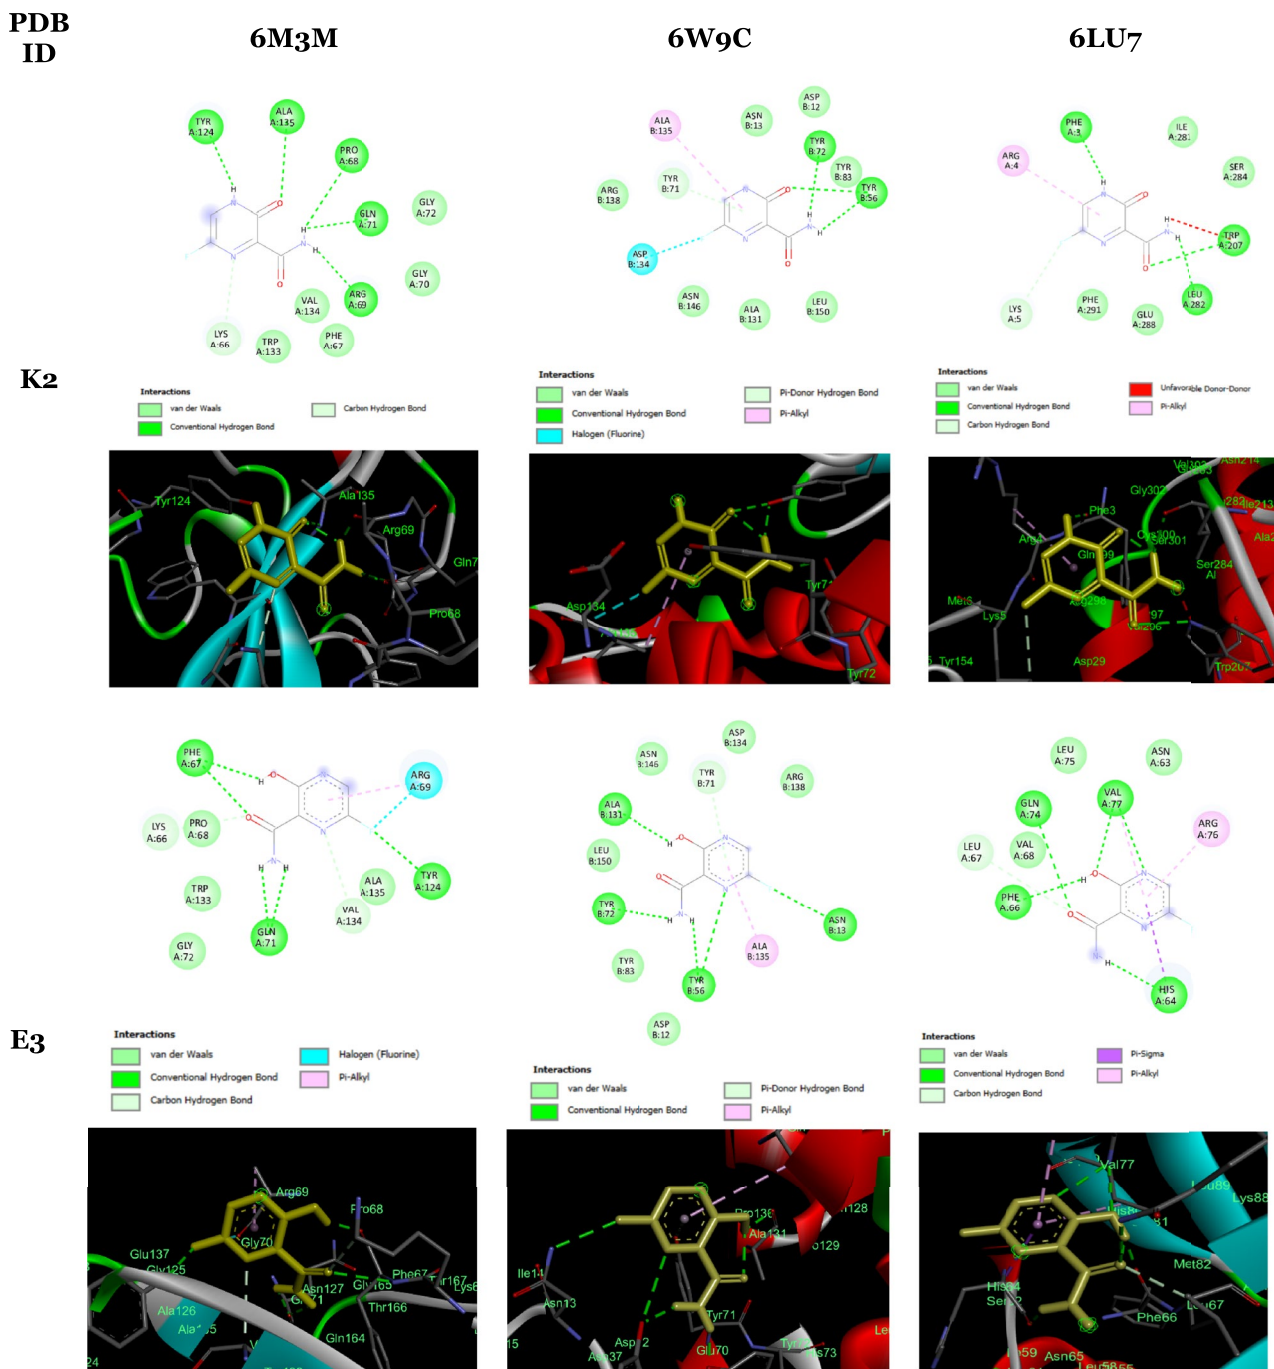 PDB
ID
6M3M
6W9C
6LU7
TYR
A:124
ALA
A:135
PRO
A:68
GLN
A:71
GLY
A:72
GLY
A:70
ARG
A:69
VAL
A:134
PHE
A:67
TRP
A:133
LYS
A:66
ALA
B:135
ASN
B:13
ASP
B:12
TYR
B:72
TYR
B:83
TYR
B:56
TYR
B:71
ARG
B:138
ASP
B:134
ASN
B:146
ALA
B:131
LEU
B:150
PHE
A:3
ILE
A:281
ARG
A:4
SER
A:284
TRP
A:207
LEU
A:282
GLU
A:288
PHE
A:291
LYS
A:5
K2
Interactions
van der Waals
Conventional Hydrogen Bond
Carbon Hydrogen Bond
van der Waals
Conventional Hydrogen Bond
Halogen (Fluorine)
Pi-Donor Hydrogen Bond
Pi-Alkyl
Interactions
Interactions
van der Waals
Conventional Hydrogen Bond
Carbon Hydrogen Bond
Unfavorable Donor-Donor
Pi-Alkyl
Tyr124
Ala135
Arg69
Gln7
Pro68
Asp134
Tyr71
Tyr72
Asn214
Gly302
Phe3
Ile213
Arg4
Ser301
Ser284
Met6
Lys5
Tyr154
Asp29
Trp207
PHE
A:67
ARG
A:69
LYS
A:66
PRO
A:68
TRP
A:133
GLY
A:72
GLN
A:71
ALA
A:135
VAL
A:134
TYR
A:124
ASN
B:146
ASP
B:134
TYR
B:71
ARG
B:138
ALA
B:131
LEU
B:150
TYR
B:72
TYR
B:83
TYR
B:56
ASP
B:12
ALA
B:135
ASN
B:13
LEU
A:75
ASN
A:63
GLN
A:74
VAL
A:77
ARG
A:76
LEU
A:67
VAL
A:68
PHE
A:66
HIS
A:64
E3
Interactions
van der Waals
Conventional Hydrogen Bond
Carbon Hydrogen Bond
Halogen (Fluorine)
Pi-Alkyl
Interactions
van der Waals
Conventional Hydrogen Bond
Pi-Donor Hydrogen Bond
Pi-Alkyl
Interactions
van der Waals
Conventional Hydrogen Bond
Carbon Hydrogen Bond
Pi-Sigma
Pi-Alkyl
Arg69
Pro68
Gly70
Glu137
Gly125
Asn127
Gly165
Phe67
Thr166
Ala126
Gln164
Ala131
Ile14
Asn13
Tyr71
Val77
Lys88
Met82
Phe66
Leu67
Asn65